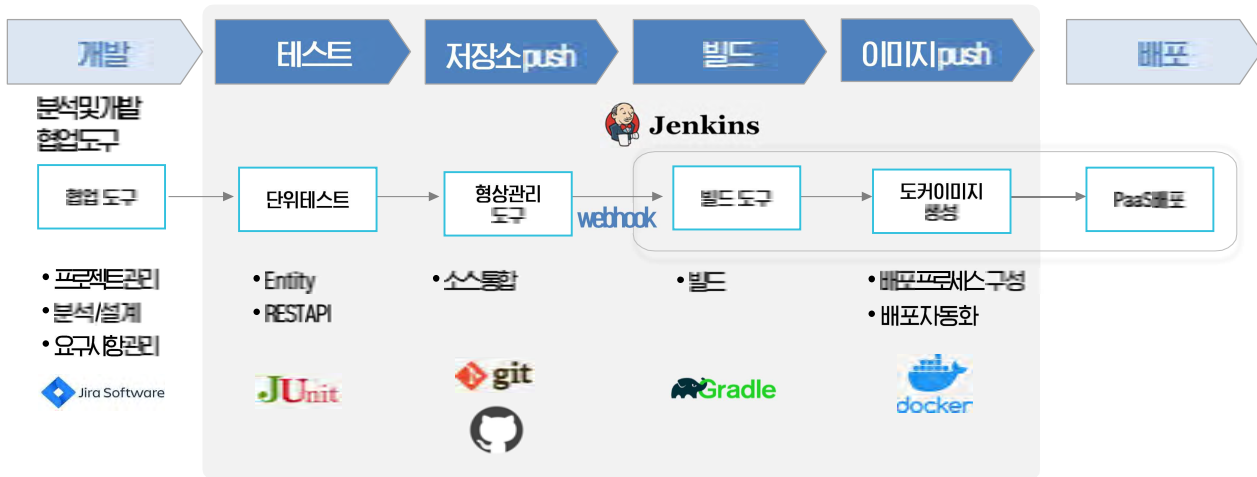 개발
테스트
저장소push
빌드
이미지push
배포
분석및개발
협업도구
Jenkins
협업 도구
단위테스트
형상관리
도구
webhook
빌드 도구
도커이미지
생성
PaaS배포
• 프로젝트관리
• 분석/설계
• 요구사항관리
• Entity
• RESTAPI
• 소스통합
• 빌드
• 배포프로세스 구성
• 배포자동화
Jira Software
JUnit
git
Gradle
docker